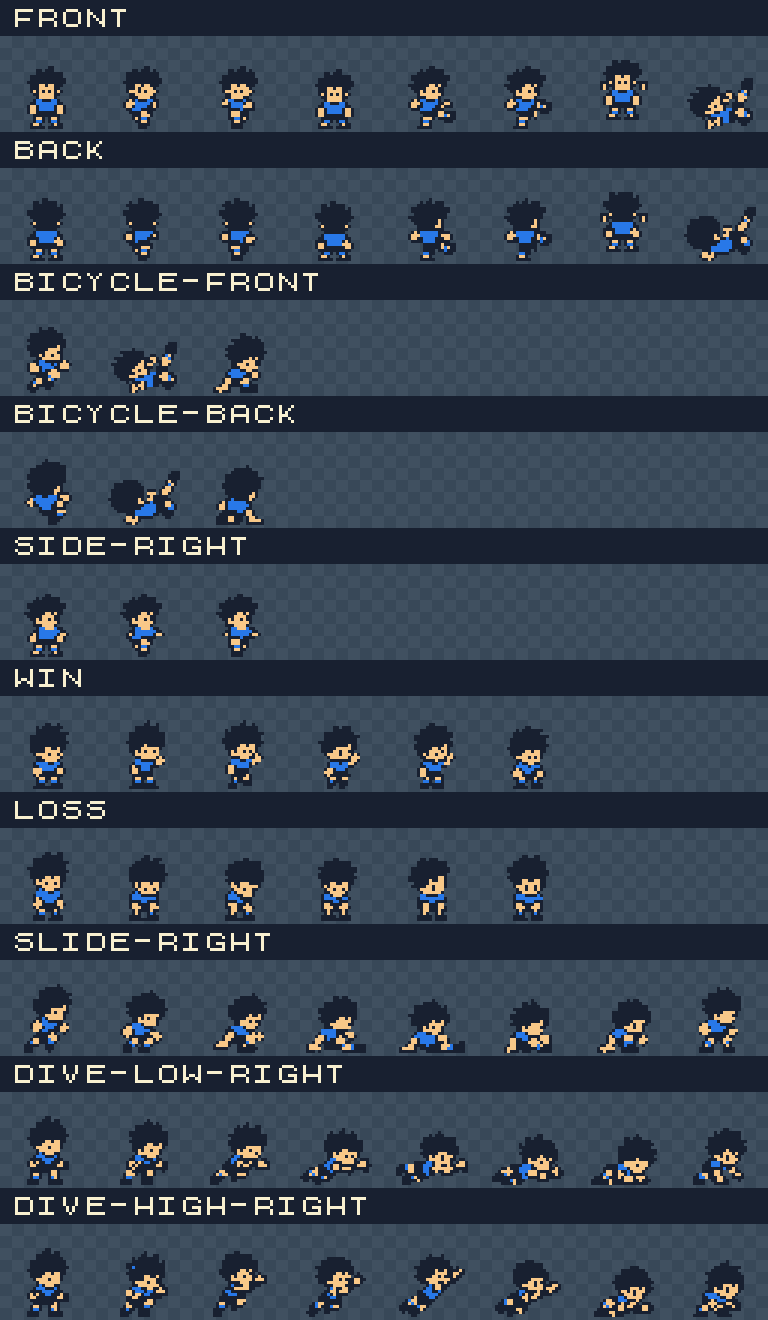 FRONT
BACK
BICYCLE-FRONT
BICYCLE-BACK
SIDE-RIGHT
WIN
LOSS
SLIDE-RIGHT
DIVE-LOW-RIGHT
DIVE-HIGH-RIGHT